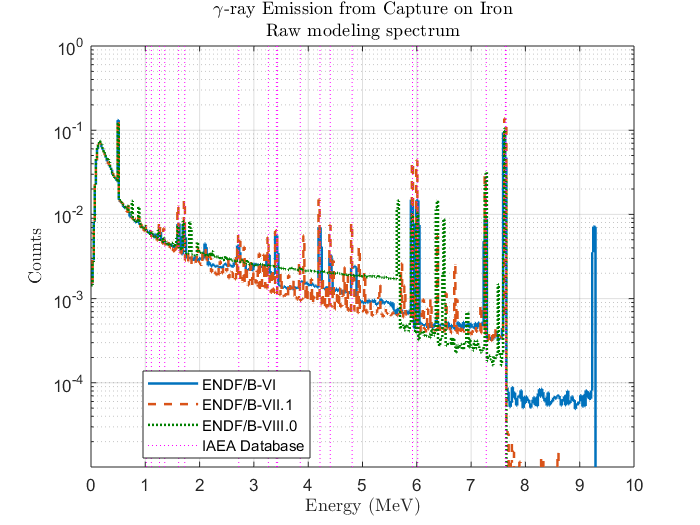 γ-ray Emission from Capture on Iron
Raw modeling spectrum
10^0
10^-1
10^-2
10^-3
10^-4
Counts
ENDF/B-VI
ENDF/B-VII.1
ENDF/B-VIII.0
IAEA Database
0 1 2 3 4 5 6 7 8 9 10
Energy (MeV)